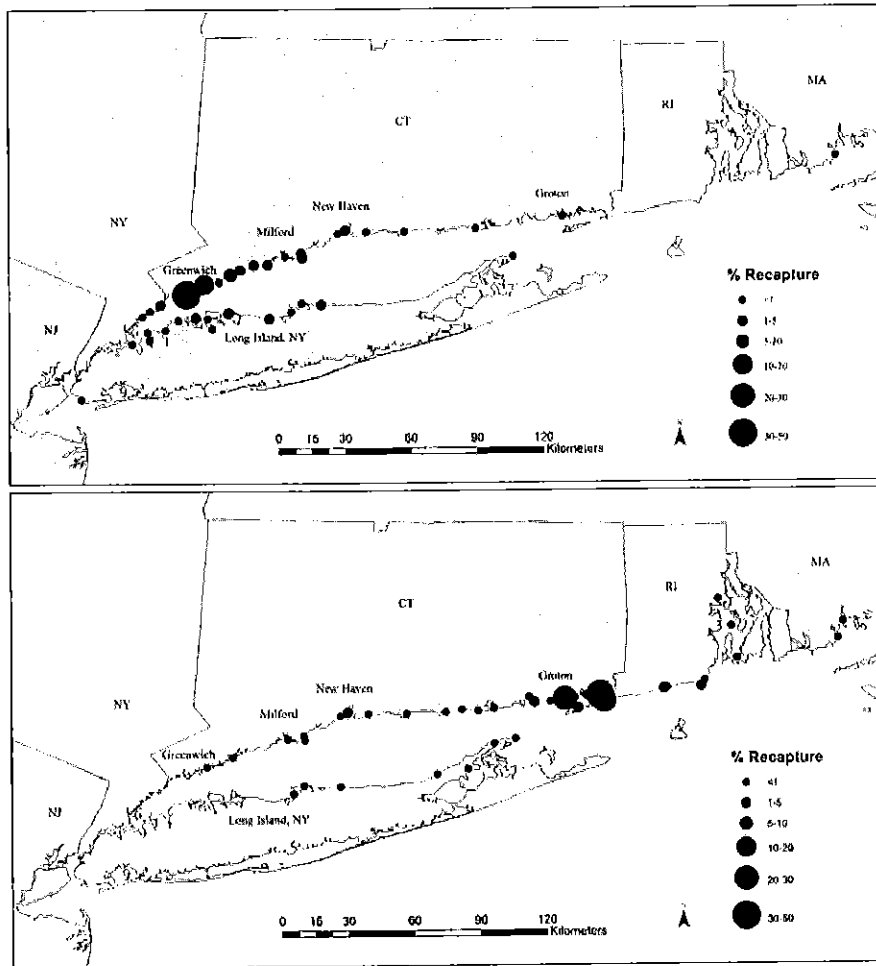 MA
RI
CT
Groton
New Haven
NY
Milford
Greenwich
% Recapture
<1
1-5
5-10
NJ
10-20
Long Island, NY
20-30
N
30-50
0 15 30 60 90 120
Kilometers
MA
RI
CT
Groton
New Haven
NY
Milford
Greenwich
% Recapture
<1
1-5
NJ
5-10
Long Island, NY
10-20
20-30
0 15 30 60 90 120
Kilometers
30-50